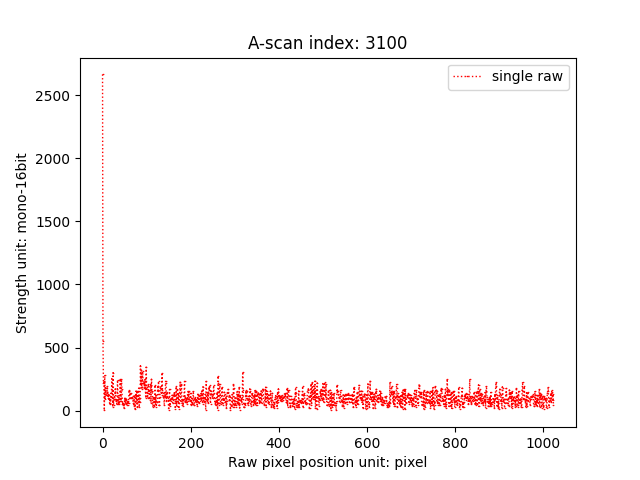 A-scan index: 3100
single raw
Strength unit: mono-16bit
2500
2000
1500
1000
500
0
0 200 400 600 800 1000
Raw pixel position unit: pixel